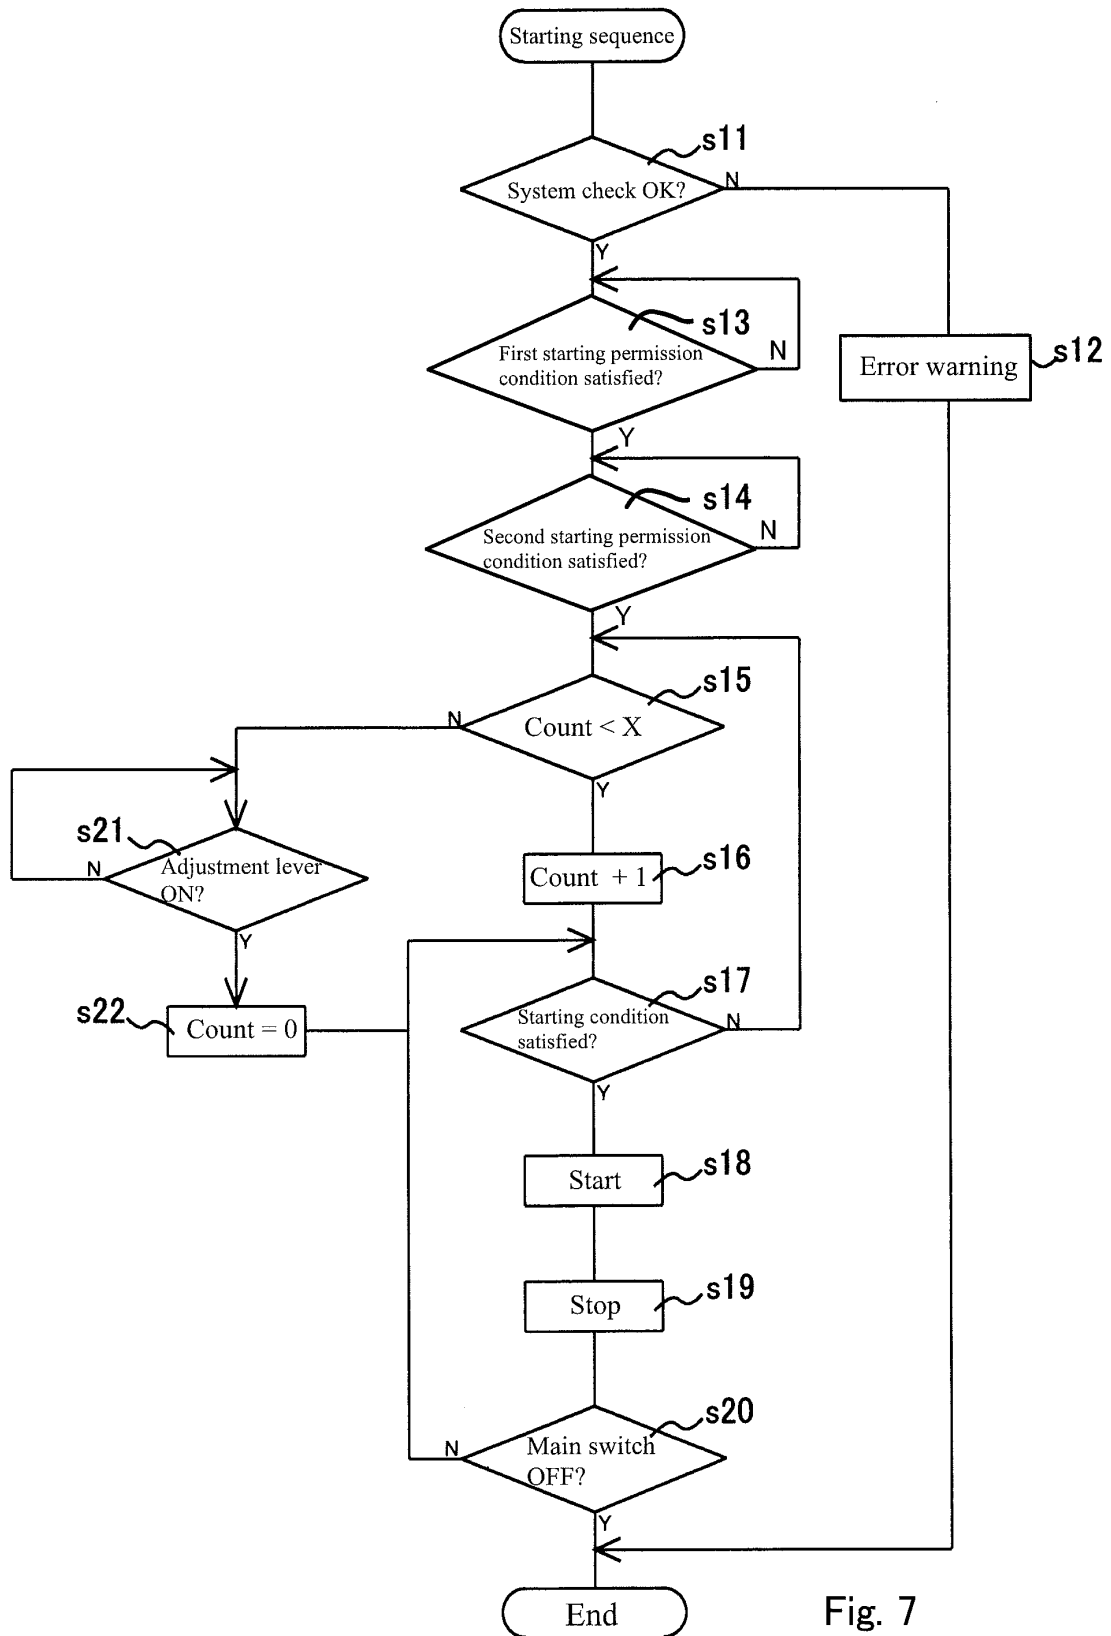 Starting sequence
s11
System check OK?
N
Y
s13
First starting permission
condition satisfied?
N
s12
Error warning
Y
s14
Second starting permission
condition satisfied?
N
Y
s15
Count < X
N
Y
s21
Adjustment lever
ON?
N
Y
s16
Count + 1
s17
Starting condition
satisfied?
N
Y
s22
Count = 0
s18
Start
s19
Stop
s20
Main switch
OFF?
N
Y
End
Fig. 7